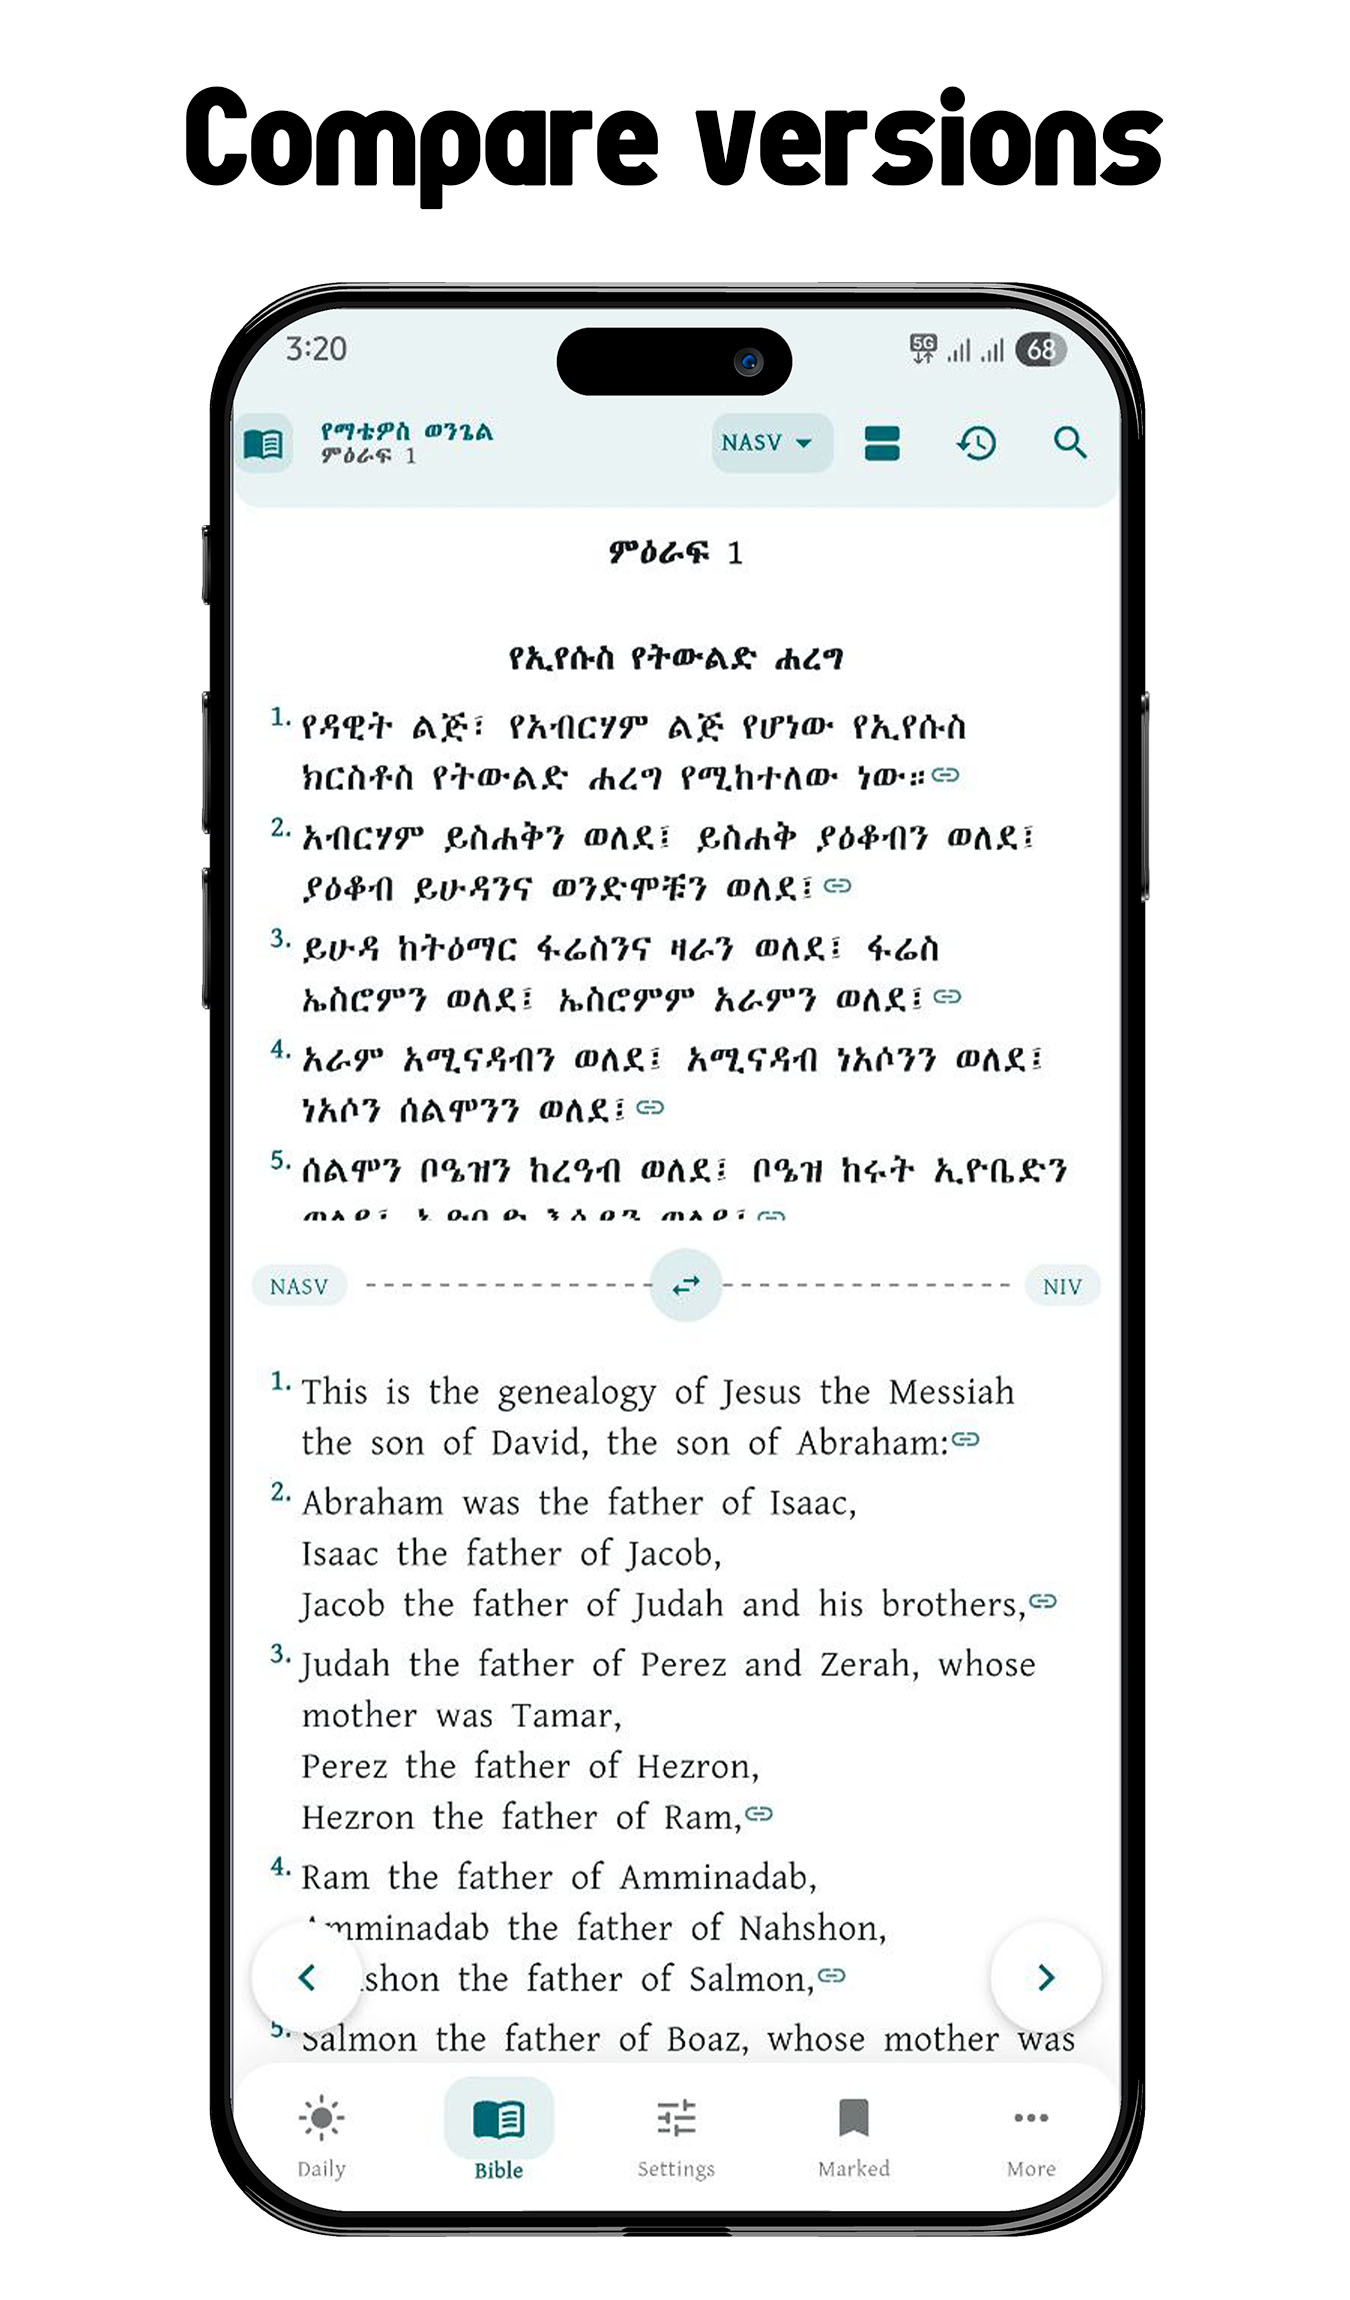 Compare versions
3:20
5G
68
የማቴዎስ ወንጌል
ምዕራፍ 1
NASV
ምዕራፍ 1
የኢየሱስ የትውልድ ሐረግ
1. የዳዊት ልጅ፣ የአብርሃም ልጅ የሆነው የኢየሱስ
ክርስቶስ የትውልድ ሐረግ የሚከተለው ነው።
2. አብርሃም ይስሐቅን ወለደ፤ ይስሐቅ ያዕቆብን ወለደ፤
ያዕቆብ ይሁዳንና ወንድሞቹን ወለደ፤
3. ይሁዳ ከትዕማር ፋሬስንና ዛራን ወለደ፤ ፋሬስ
ኤስሮምን ወለደ፤ ኤስሮምም አራምን ወለደ፤
4. አራም አሚናዳብን ወለደ፤ አሚናዳብ ነአሶንን ወለደ፤
ነአሶን ሰልሞንን ወለደ፤
5. ሰልሞን ቦዔዝን ከረዓብ ወለደ፤ ቦዔዝ ከሩት ኢዮቤድን
NASV
NIV
1. This is the genealogy of Jesus the Messiah
the son of David, the son of Abraham:
2. Abraham was the father of Isaac,
Isaac the father of Jacob,
Jacob the father of Judah and his brothers,
3. Judah the father of Perez and Zerah, whose
mother was Tamar,
Perez the father of Hezron,
Hezron the father of Ram,
4. Ram the father of Amminadab,
Amminadab the father of Nahshon,
shon the father of Salmon,
5. Salmon the father of Boaz, whose mother was
Daily
Bible
Settings
Marked
More